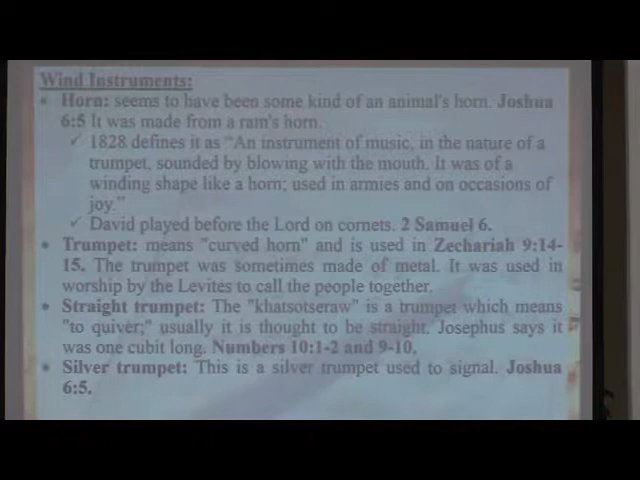 Wind Instruments:
• Horn: seems to have been some kind of an animal's horn. Joshua
6:5 It was made from a ram's horn.
✓ 1828 defines it as “An instrument of music, in the nature of a
trumpet, sounded by blowing with the mouth. It was of a
winding shape like a horn; used in armies and on occasions of
joy.”
✓ David played before the Lord on cornets. 2 Samuel 6.
• Trumpet: means "curved horn" and is used in Zechariah 9:14-
15. The trumpet was sometimes made of metal. It was used in
worship by the Levites to call the people together.
• Straight trumpet: The "khatsotseraw" is a trumpet which means
"to quiver;" usually it is thought to be straight. Josephus says it
was one cubit long. Numbers 10:1-2 and 9-10.
• Silver trumpet: This is a silver trumpet used to signal. Joshua
6:5.